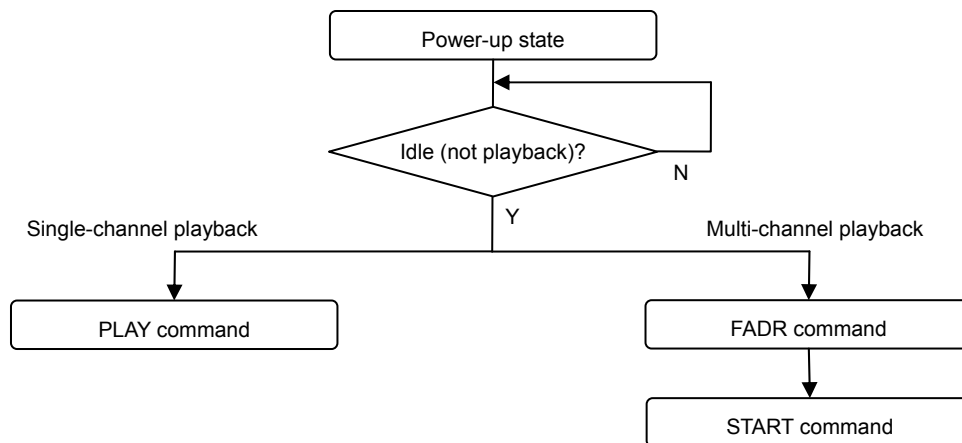 Power-up state
Idle (not playback)?
N
Y
Single-channel playback
Multi-channel playback
PLAY command
FADR command
START command